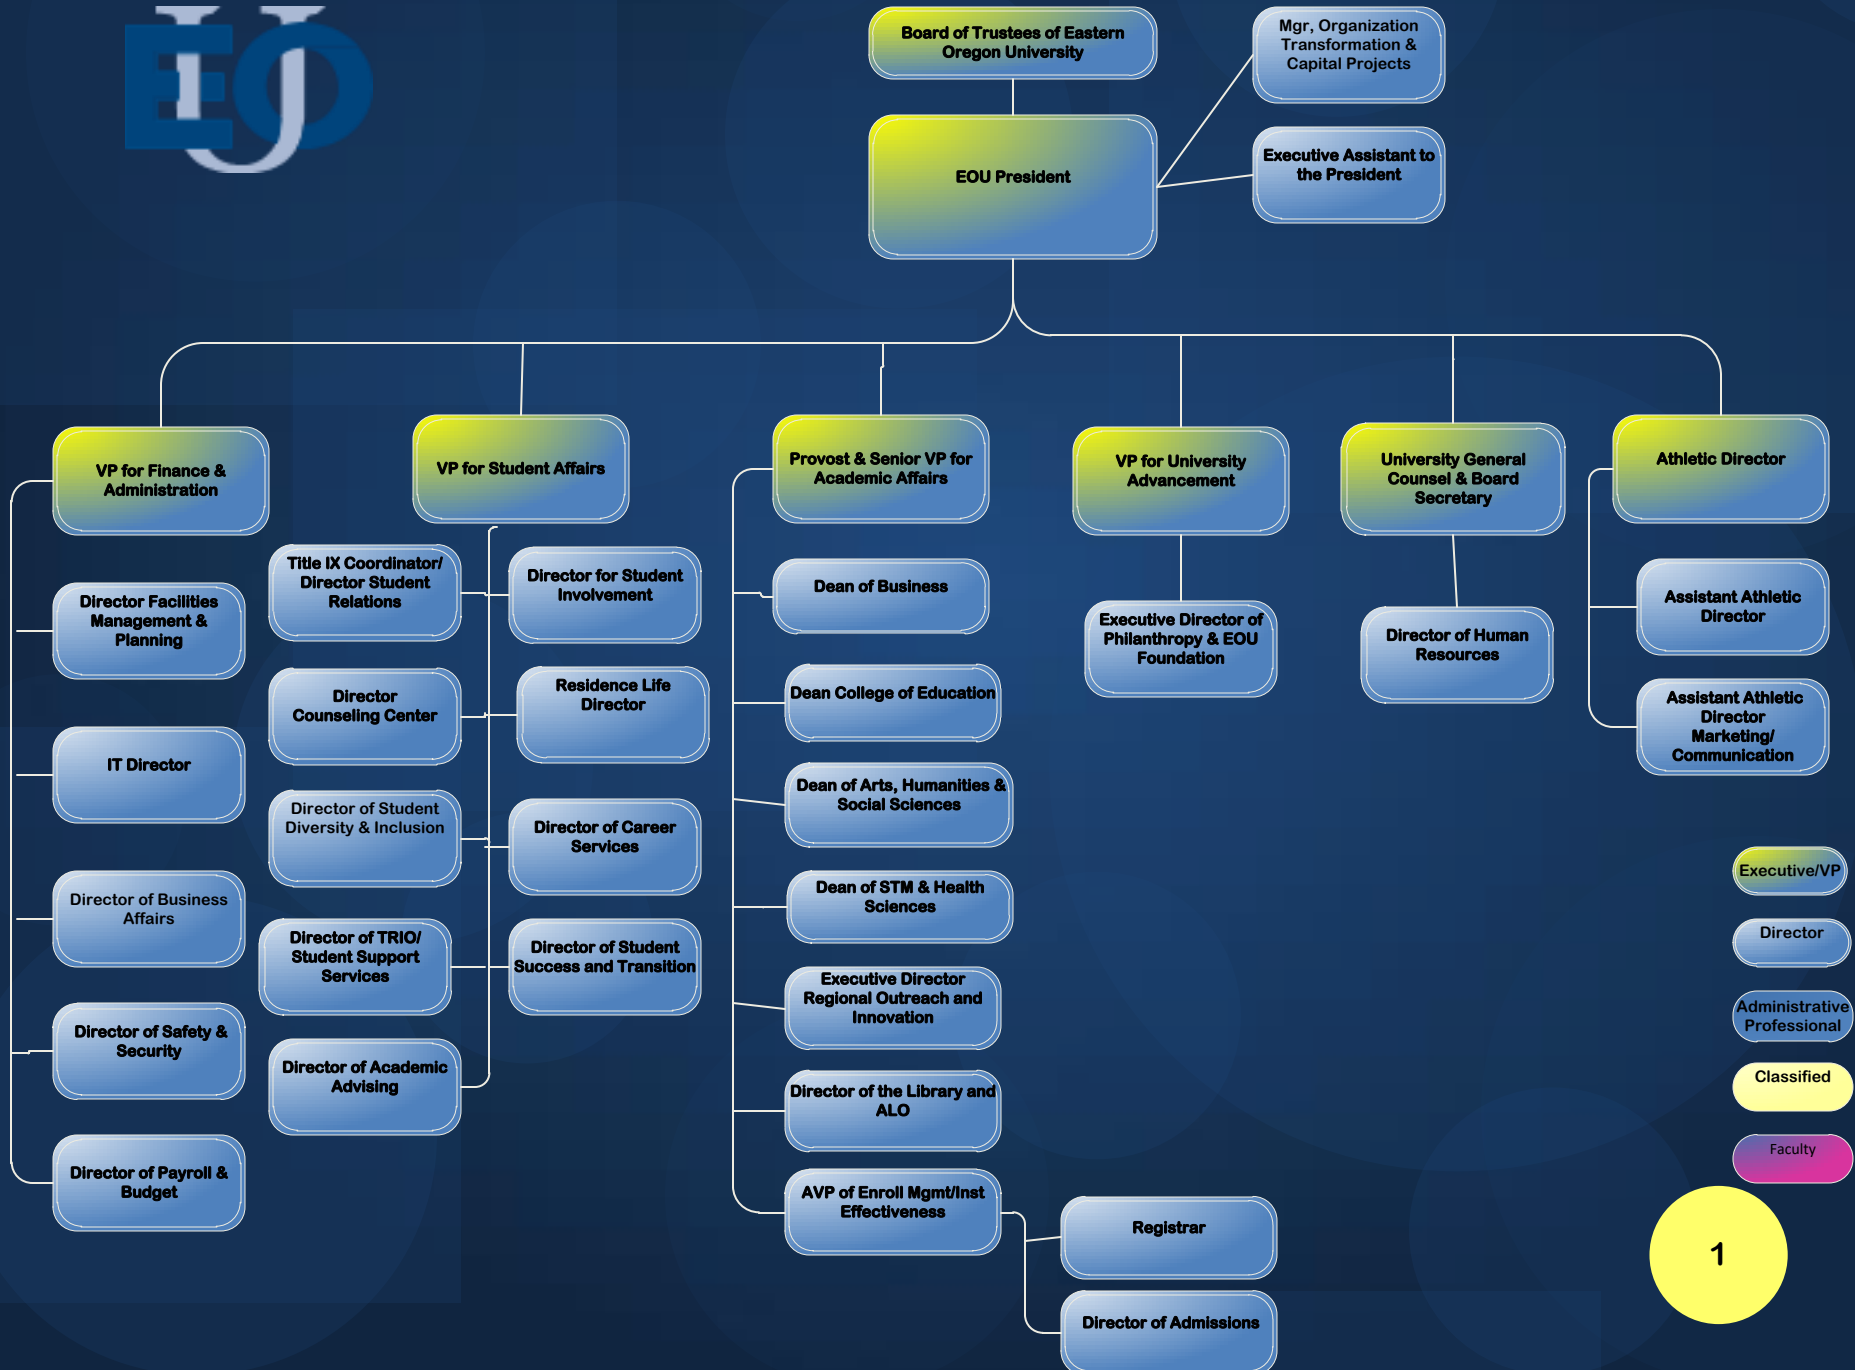 EOU
Board of Trustees of Eastern
Oregon University
Mgr, Organization
Transformation &
Capital Projects
EOU President
Executive Assistant to
the President
VP for Finance &
Administration
Director Facilities
Management &
Planning
IT Director
Director of Business
Affairs
Director of Safety &
Security
Director of Payroll &
Budget
VP for Student Affairs
Title IX Coordinator/
Director Student
Relations
Director for Student
Involvement
Director
Counseling Center
Residence Life
Director
Director of Student
Diversity & Inclusion
Director of Career
Services
Director of TRIO/
Student Support
Services
Director of Student
Success and Transition
Director of Academic
Advising
Provost & Senior VP for
Academic Affairs
Dean of Business
Dean College of Education
Dean of Arts, Humanities &
Social Sciences
Dean of STM & Health
Sciences
Executive Director
Regional Outreach and
Innovation
Director of the Library and
ALO
AVP of Enroll Mgmt/Inst
Effectiveness
Registrar
Director of Admissions
VP for University
Advancement
Executive Director of
Philanthropy & EOU
Foundation
University General
Counsel & Board
Secretary
Director of Human
Resources
Athletic Director
Assistant Athletic
Director
Assistant Athletic
Director
Marketing/
Communication
Executive/VP
Director
Administrative
Professional
Classified
Faculty
1